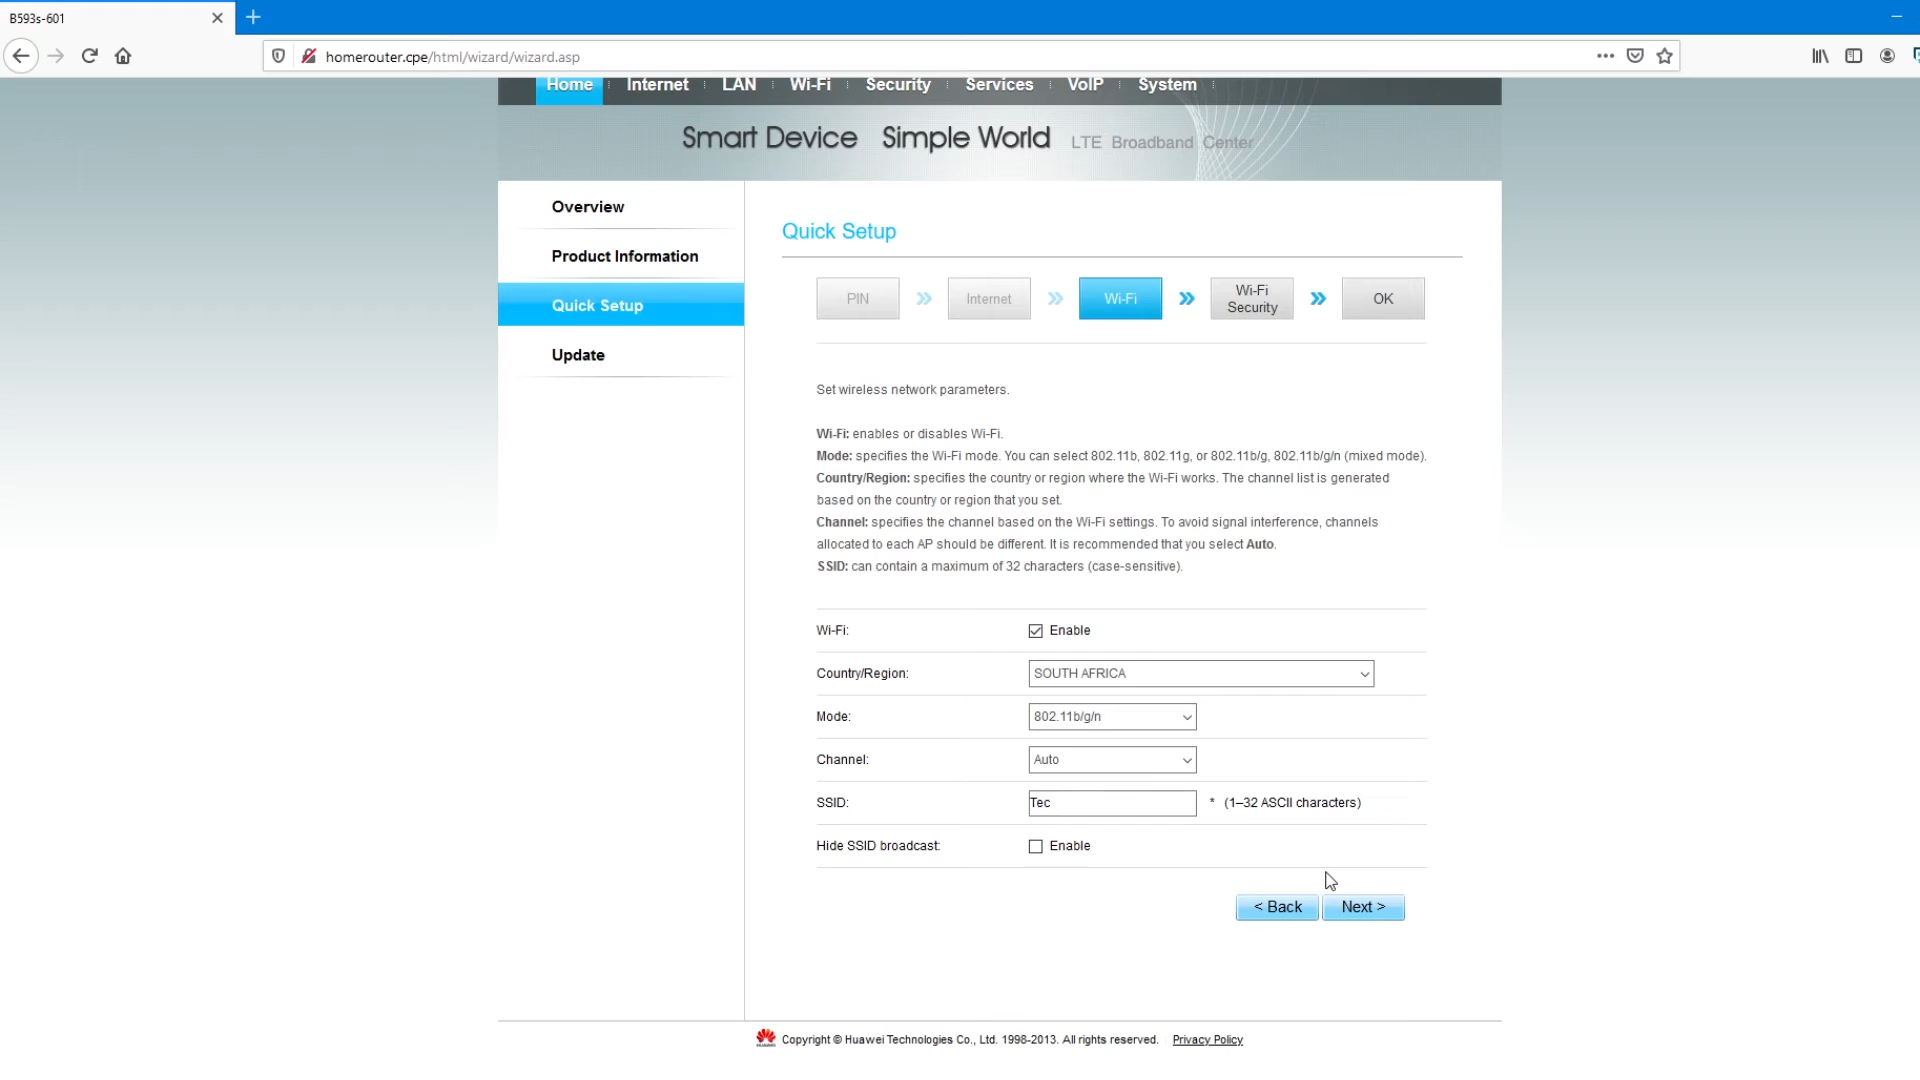 B593s-601
homerouter.cpe/html/wizard/wizard.asp
Home Internet LAN Wi-Fi Security Services VoIP System
Smart Device Simple World LTE Broadband Center
Overview
Product Information
Quick Setup
Update
Quick Setup
PIN Internet Wi-Fi Wi-Fi Security OK
Set wireless network parameters.
Wi-Fi: enables or disables Wi-Fi.
Mode: specifies the Wi-Fi mode. You can select 802.11b, 802.11g, or 802.11b/g, 802.11b/g/n (mixed mode).
Country/Region: specifies the country or region where the Wi-Fi works. The channel list is generated
based on the country or region that you set.
Channel: specifies the channel based on the Wi-Fi settings. To avoid signal interference, channels
allocated to each AP should be different. It is recommended that you select Auto.
SSID: can contain a maximum of 32 characters (case-sensitive).
Wi-Fi: Enable
Country/Region: SOUTH AFRICA
Mode: 802.11b/g/n
Channel: Auto
SSID: Tec * (1–32 ASCII characters)
Hide SSID broadcast: Enable
< Back Next >
HUAWEI Copyright © Huawei Technologies Co., Ltd. 1998-2013. All rights reserved. Privacy Policy